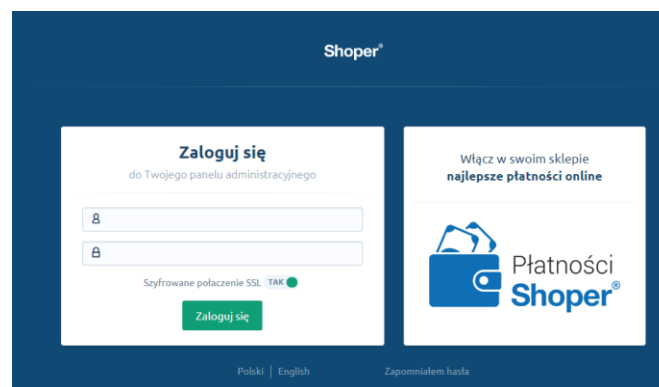 Shoper®
Zaloguj się
do Twojego panelu administracyjnego
Szyfrowane połaczenie SSL TAK
Zaloguj się
Włącz w swoim sklepie
najlepsze płatności online
Płatności
Shoper®
Polski | English
Zapomniałem hasła